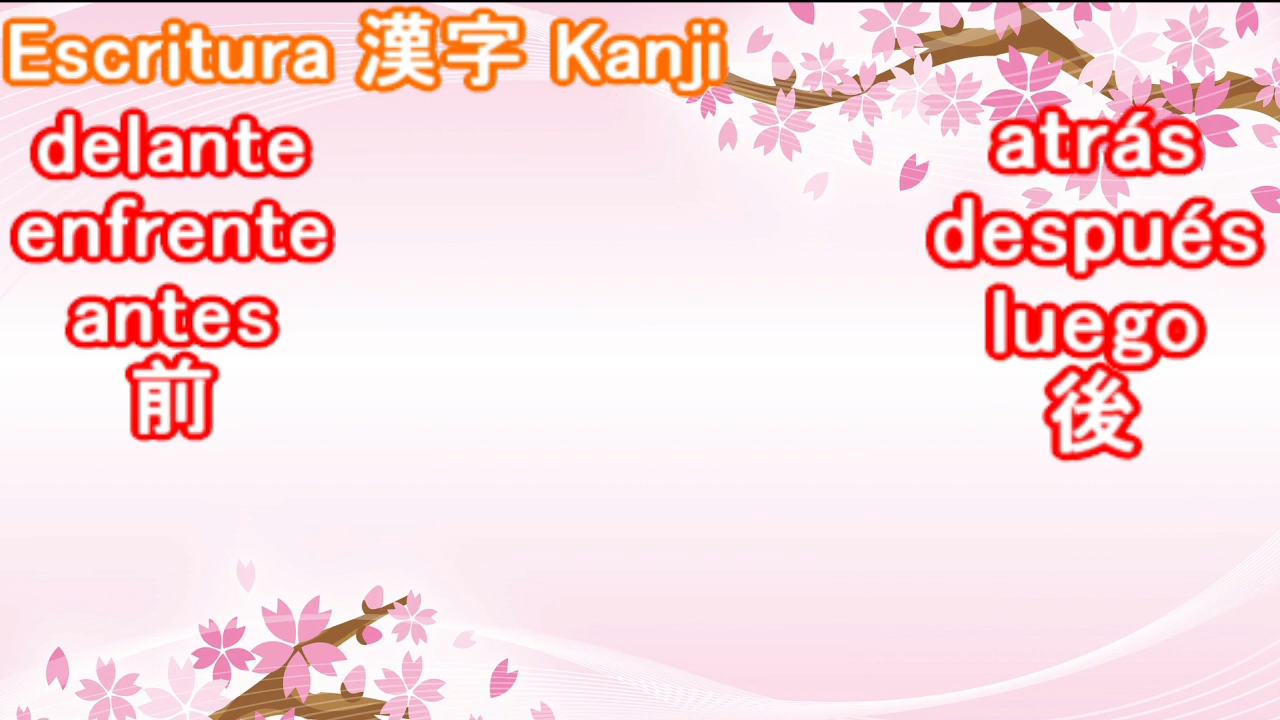 Escritura 漢字 Kanji
delante
enfrente
antes
前
atrás
después
luego
後